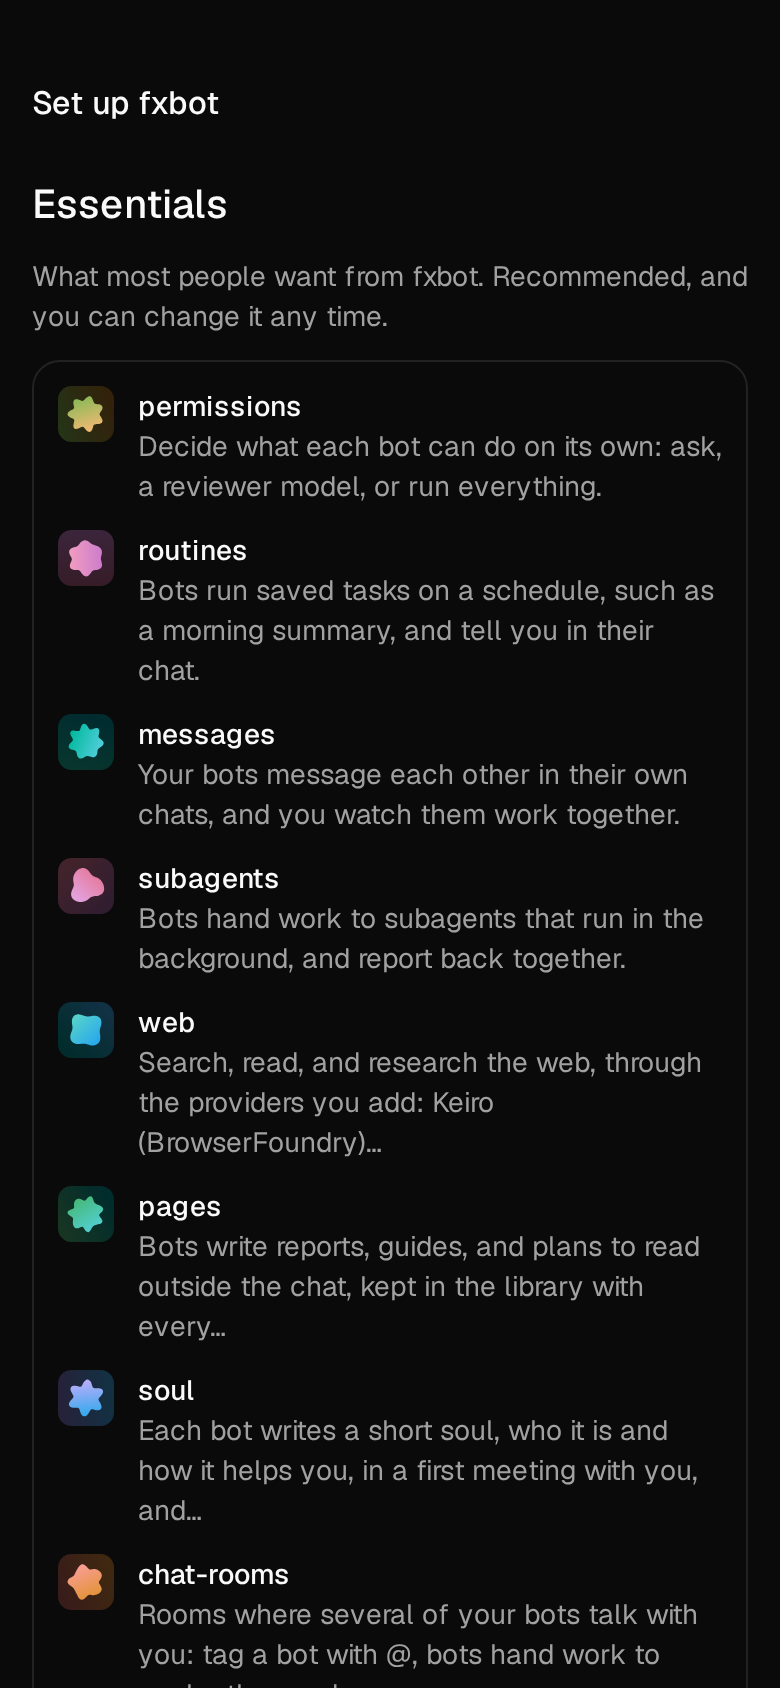 Set up fxbot
Essentials
What most people want from fxbot. Recommended, and
you can change it any time.
permissions
Decide what each bot can do on its own: ask,
a reviewer model, or run everything.
routines
Bots run saved tasks on a schedule, such as
a morning summary, and tell you in their
chat.
messages
Your bots message each other in their own
chats, and you watch them work together.
subagents
Bots hand work to subagents that run in the
background, and report back together.
web
Search, read, and research the web, through
the providers you add: Keiro
(BrowserFoundry)…
pages
Bots write reports, guides, and plans to read
outside the chat, kept in the library with
every…
soul
Each bot writes a short soul, who it is and
how it helps you, in a first meeting with you,
and…
chat-rooms
Rooms where several of your bots talk with
you: tag a bot with @, bots hand work to